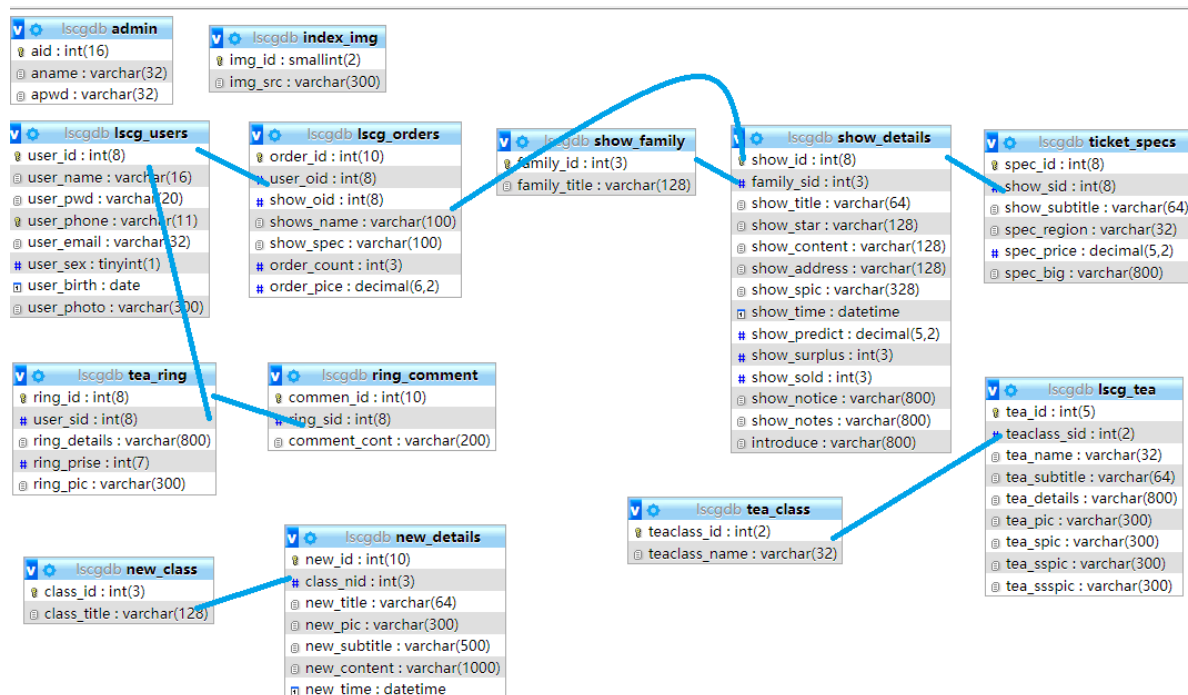 lscgdb admin
aid : int(16)
aname : varchar(32)
apwd : varchar(32)
lscgdb index_img
img_id : smallint(2)
img_src : varchar(300)
lscgdb lscg_users
user_id : int(8)
user_name : varchar(16)
user_pwd : varchar(20)
user_phone : varchar(11)
user_email : varchar(32)
user_sex : tinyint(1)
user_birth : date
user_photo : varchar(300)
lscgdb lscg_orders
order_id : int(10)
user_oid : int(8)
show_oid : int(8)
shows_name : varchar(100)
show_spec : varchar(100)
order_count : int(3)
order_pice : decimal(6,2)
lscgdb show_family
family_id : int(3)
family_title : varchar(128)
lscgdb show_details
show_id : int(8)
family_sid : int(3)
show_title : varchar(64)
show_star : varchar(128)
show_content : varchar(128)
show_address : varchar(128)
show_spic : varchar(328)
show_time : datetime
show_predict : decimal(5,2)
show_surplus : int(3)
show_sold : int(3)
show_notice : varchar(800)
show_notes : varchar(800)
introduce : varchar(800)
lscgdb ticket_specs
spec_id : int(8)
show_sid : int(8)
show_subtitle : varchar(64)
spec_region : varchar(32)
spec_price : decimal(5,2)
spec_big : varchar(800)
lscgdb tea_ring
ring_id : int(8)
user_sid : int(8)
ring_details : varchar(800)
ring_prise : int(7)
ring_pic : varchar(300)
lscgdb ring_comment
commen_id : int(10)
ring_sid : int(8)
comment_cont : varchar(200)
lscgdb lscg_tea
tea_id : int(5)
teaclass_sid : int(2)
tea_name : varchar(32)
tea_subtitle : varchar(64)
tea_details : varchar(800)
tea_pic : varchar(300)
tea_spic : varchar(300)
tea_sspic : varchar(300)
tea_ssspic : varchar(300)
lscgdb tea_class
teaclass_id : int(2)
teaclass_name : varchar(32)
lscgdb new_class
class_id : int(3)
class_title : varchar(128)
lscgdb new_details
new_id : int(10)
class_nid : int(3)
new_title : varchar(64)
new_pic : varchar(300)
new_subtitle : varchar(500)
new_content : varchar(1000)
new_time : datetime